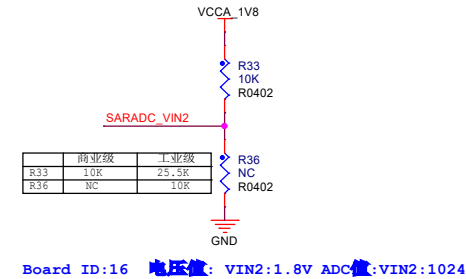 VCCA_1V8
R33
10K
R0402
SARADC_VIN2
R36
NC
R0402
商业级 工业级
R33 10K 25.5K
R36 NC 10K
GND
Board ID:16 电压值: VIN2:1.8V ADC值:VIN2:1024